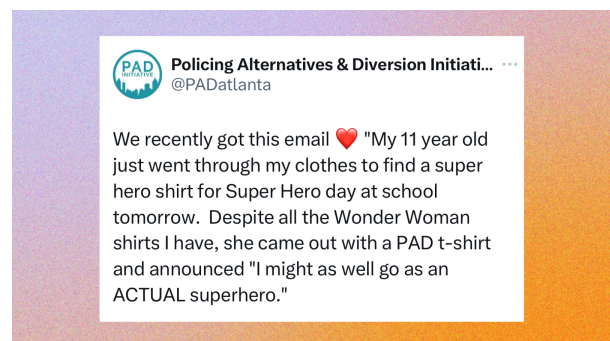 PAD
INITIATIVE
Policing Alternatives & Diversion Initiati...
@PADatlanta
We recently got this email ❤️ "My 11 year old
just went through my clothes to find a super
hero shirt for Super Hero day at school
tomorrow.  Despite all the Wonder Woman
shirts I have, she came out with a PAD t-shirt
and announced "I might as well go as an
ACTUAL superhero."